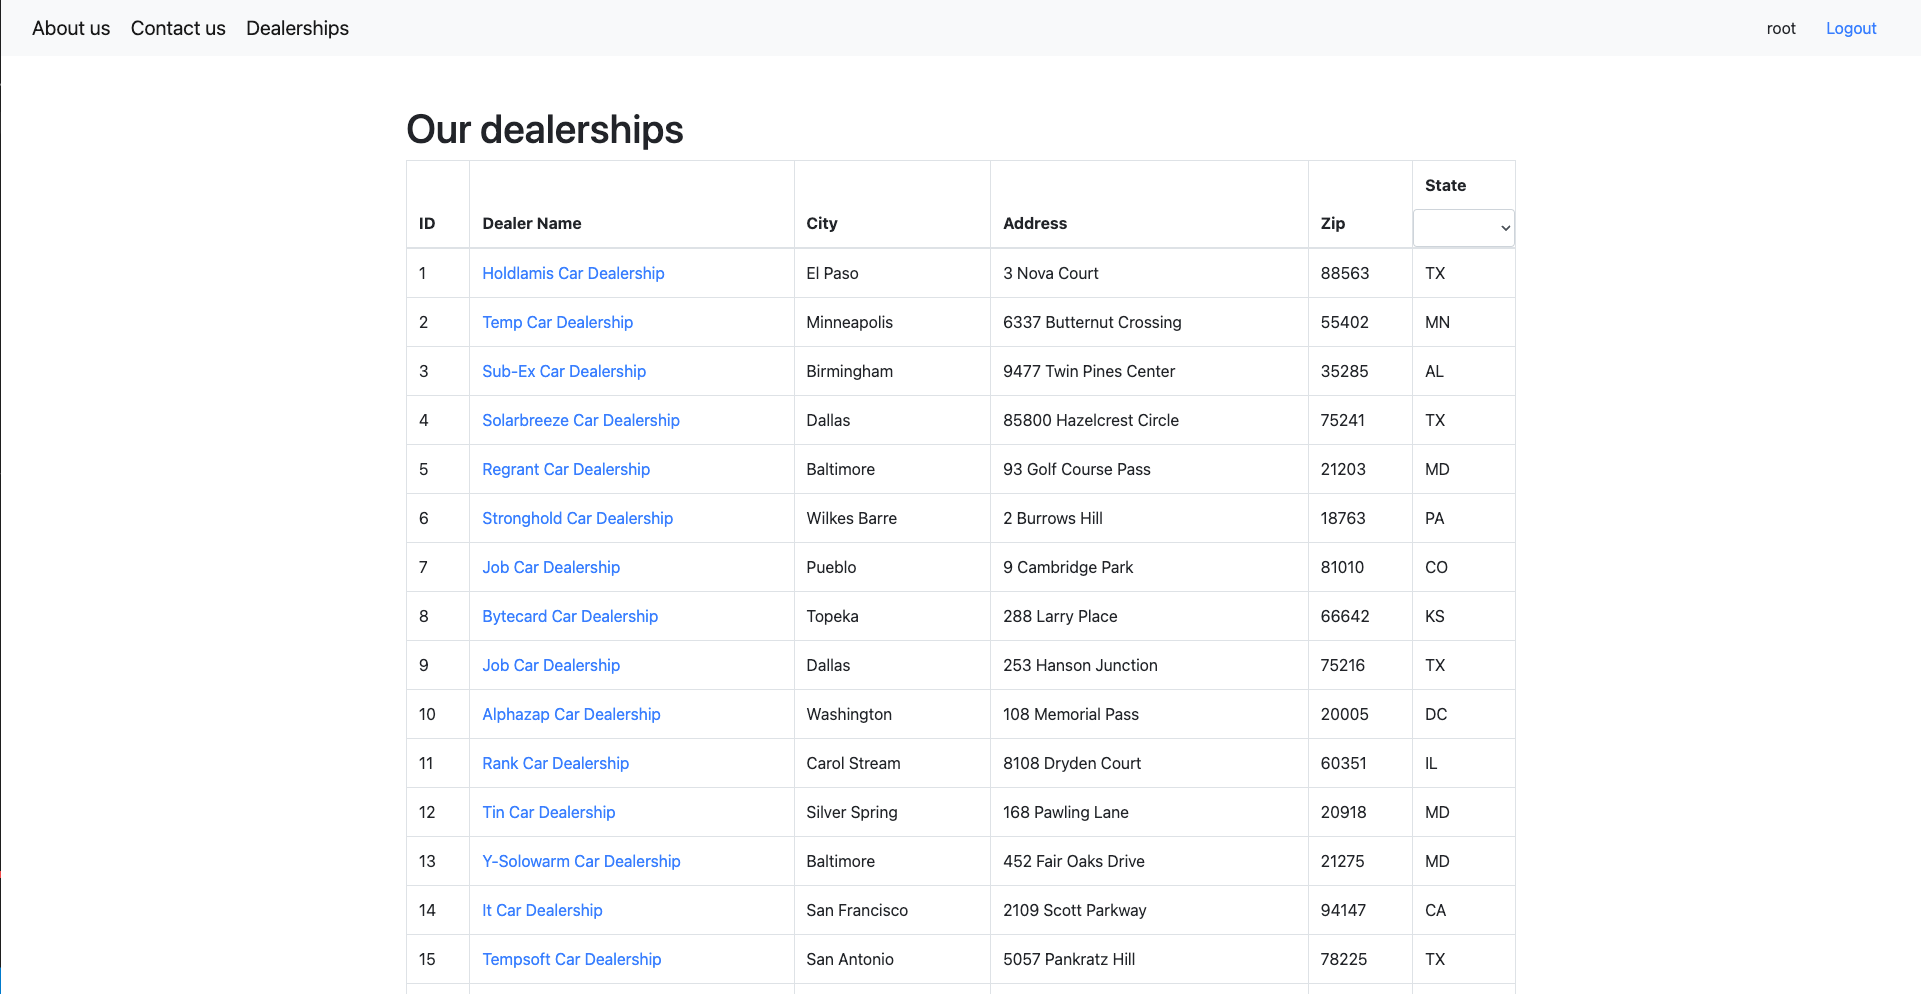 About us Contact us Dealerships root Logout
Our dealerships
State
ID Dealer Name City Address Zip
1 Holdlamis Car Dealership El Paso 3 Nova Court 88563 TX
2 Temp Car Dealership Minneapolis 6337 Butternut Crossing 55402 MN
3 Sub-Ex Car Dealership Birmingham 9477 Twin Pines Center 35285 AL
4 Solarbreeze Car Dealership Dallas 85800 Hazelcrest Circle 75241 TX
5 Regrant Car Dealership Baltimore 93 Golf Course Pass 21203 MD
6 Stronghold Car Dealership Wilkes Barre 2 Burrows Hill 18763 PA
7 Job Car Dealership Pueblo 9 Cambridge Park 81010 CO
8 Bytecard Car Dealership Topeka 288 Larry Place 66642 KS
9 Job Car Dealership Dallas 253 Hanson Junction 75216 TX
10 Alphazap Car Dealership Washington 108 Memorial Pass 20005 DC
11 Rank Car Dealership Carol Stream 8108 Dryden Court 60351 IL
12 Tin Car Dealership Silver Spring 168 Pawling Lane 20918 MD
13 Y-Solowarm Car Dealership Baltimore 452 Fair Oaks Drive 21275 MD
14 It Car Dealership San Francisco 2109 Scott Parkway 94147 CA
15 Tempsoft Car Dealership San Antonio 5057 Pankratz Hill 78225 TX